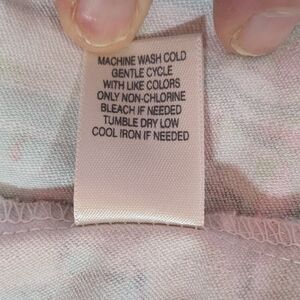 MACHINE WASH COLD
GENTLE CYCLE
WITH LIKE COLORS
ONLY NON-CHLORINE
BLEACH IF NEEDED
TUMBLE DRY LOW
COOL IRON IF NEEDED